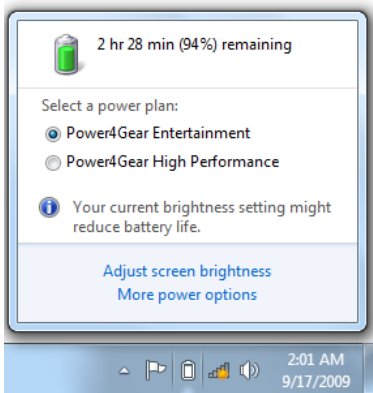 2 hr 28 min (94%) remaining
Select a power plan:
Power4Gear Entertainment
Power4Gear High Performance
Your current brightness setting might
reduce battery life.
Adjust screen brightness
More power options
2:01 AM
9/17/2009